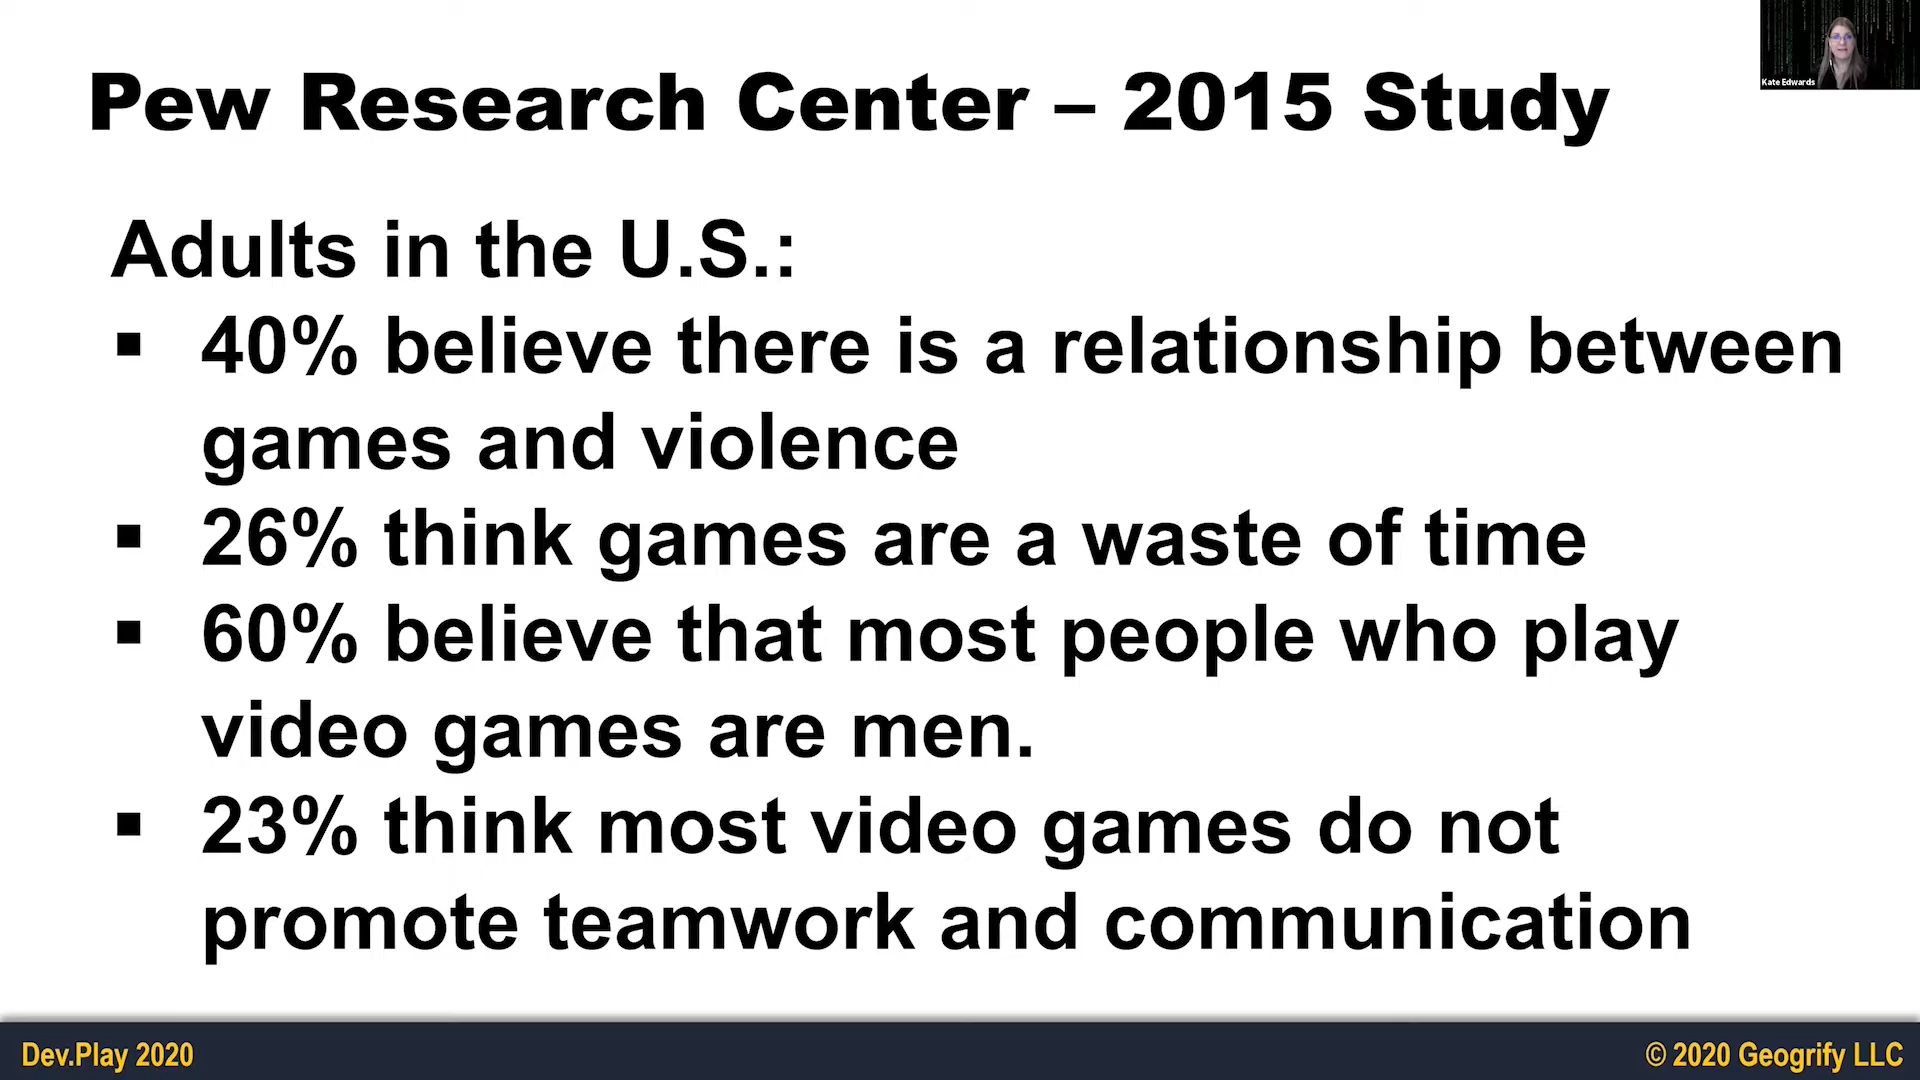 Kate Edwards
Pew Research Center – 2015 Study
Adults in the U.S.:
▪ 40% believe there is a relationship between
games and violence
▪ 26% think games are a waste of time
▪ 60% believe that most people who play
video games are men.
▪ 23% think most video games do not
promote teamwork and communication
Dev.Play 2020
© 2020 Geogrify LLC